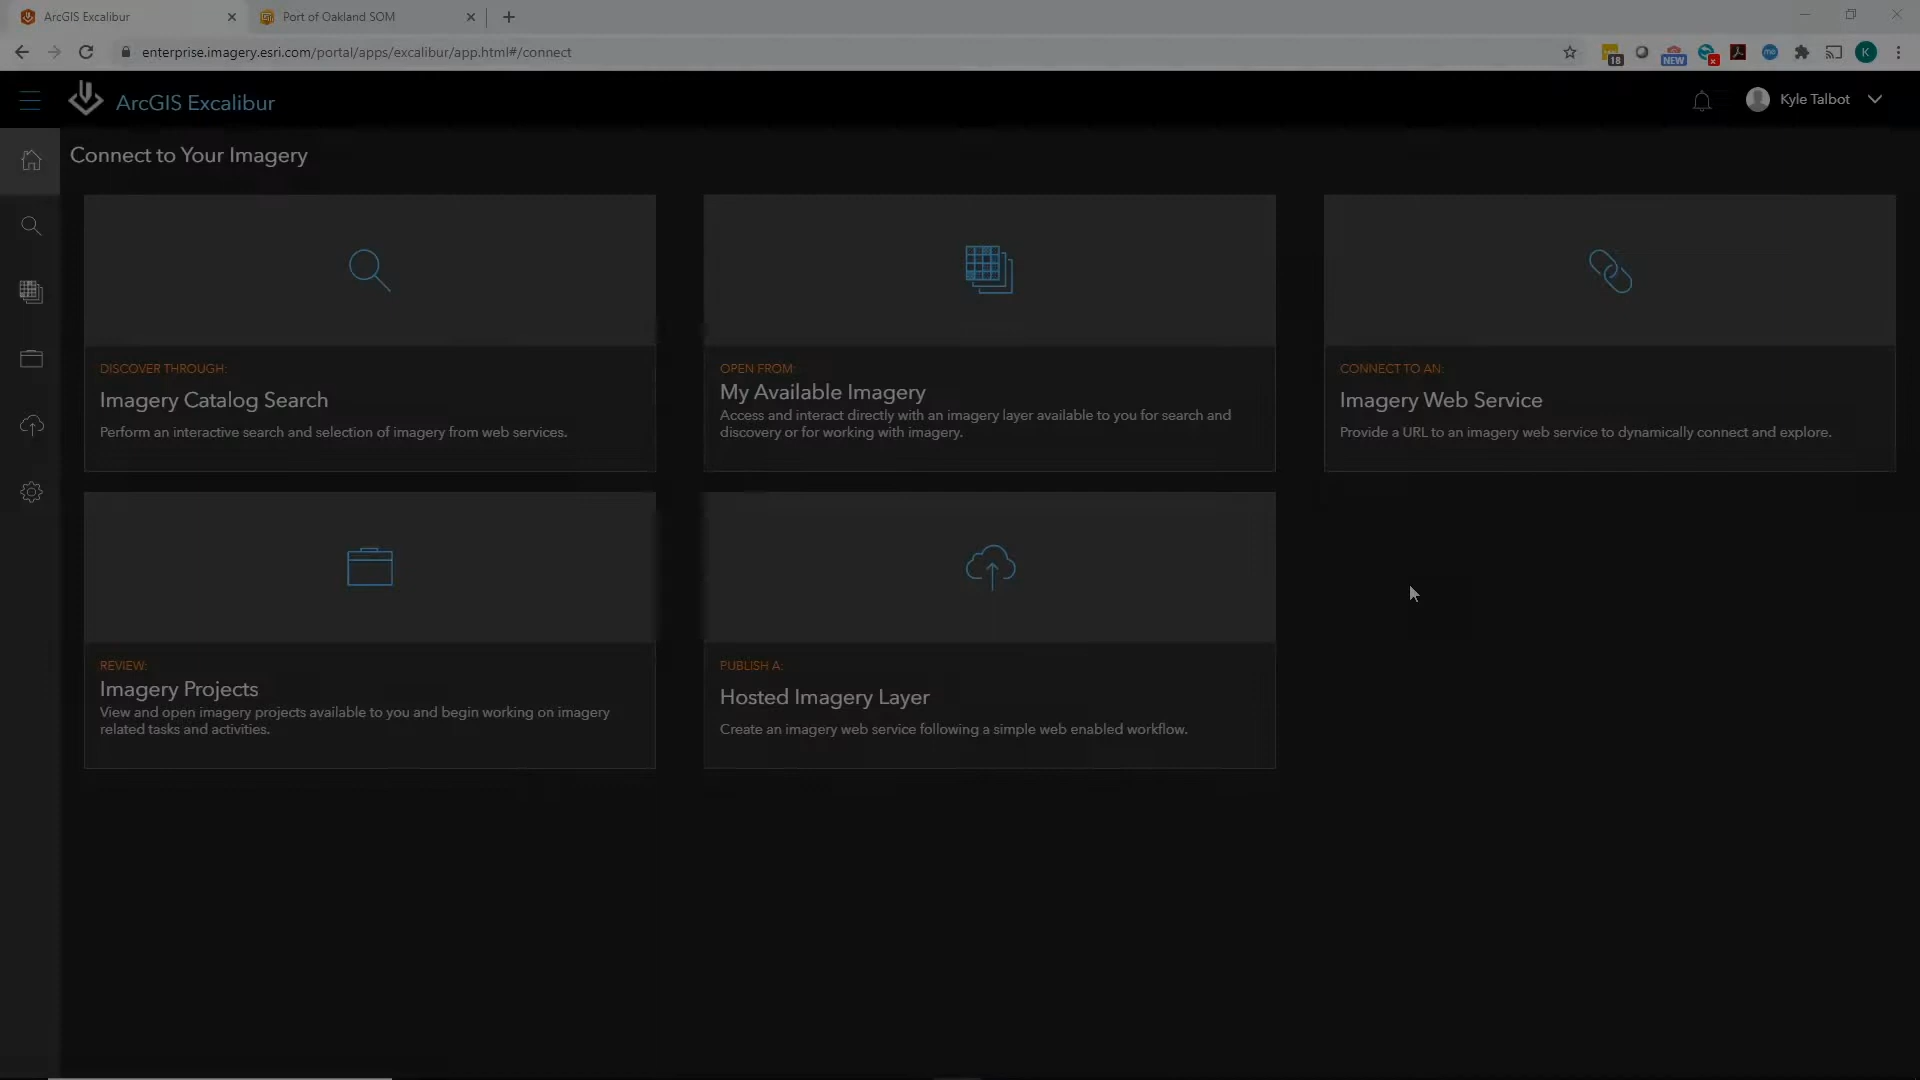 ArcGIS Excalibur
Port of Oakland SOM
enterprise.imagery.esri.com/portal/apps/excalibur/app.html#/connect
18
NEW
me
K
ArcGIS Excalibur
Kyle Talbot
Connect to Your Imagery
DISCOVER THROUGH:
Imagery Catalog Search
Perform an interactive search and selection of imagery from web services.
OPEN FROM:
My Available Imagery
Access and interact directly with an imagery layer available to you for search and
discovery or for working with imagery.
CONNECT TO AN:
Imagery Web Service
Provide a URL to an imagery web service to dynamically connect and explore.
REVIEW:
Imagery Projects
View and open imagery projects available to you and begin working on imagery
related tasks and activities.
PUBLISH A:
Hosted Imagery Layer
Create an imagery web service following a simple web enabled workflow.